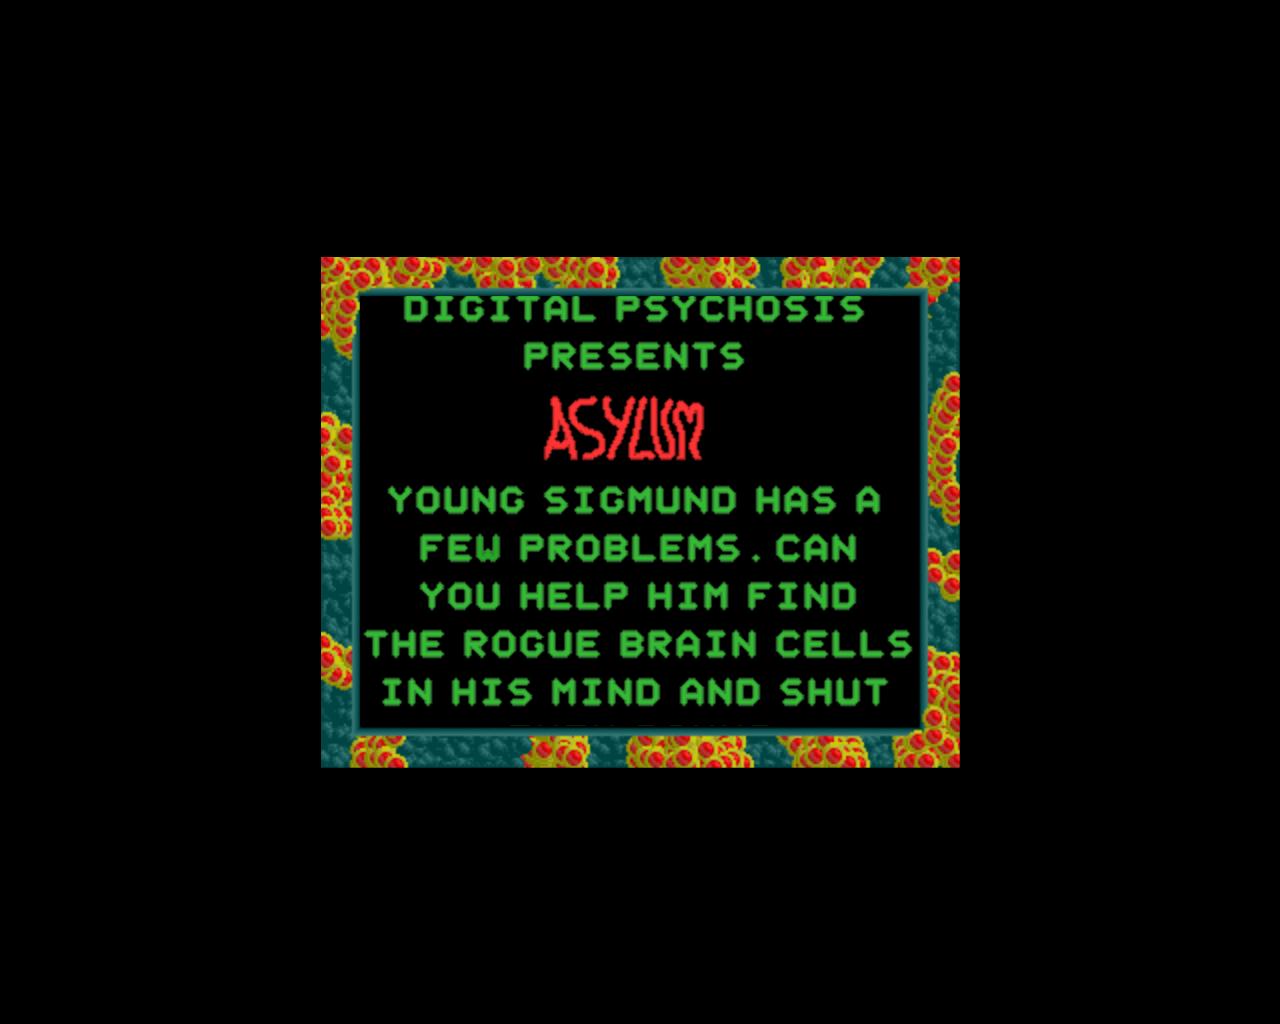 DIGITAL PSYCHOSIS
PRESENTS
ASYLUM
YOUNG SIGMUND HAS A
FEW PROBLEMS.CAN
YOU HELP HIM FIND
THE ROGUE BRAIN CELLS
IN HIS MIND AND SHUT